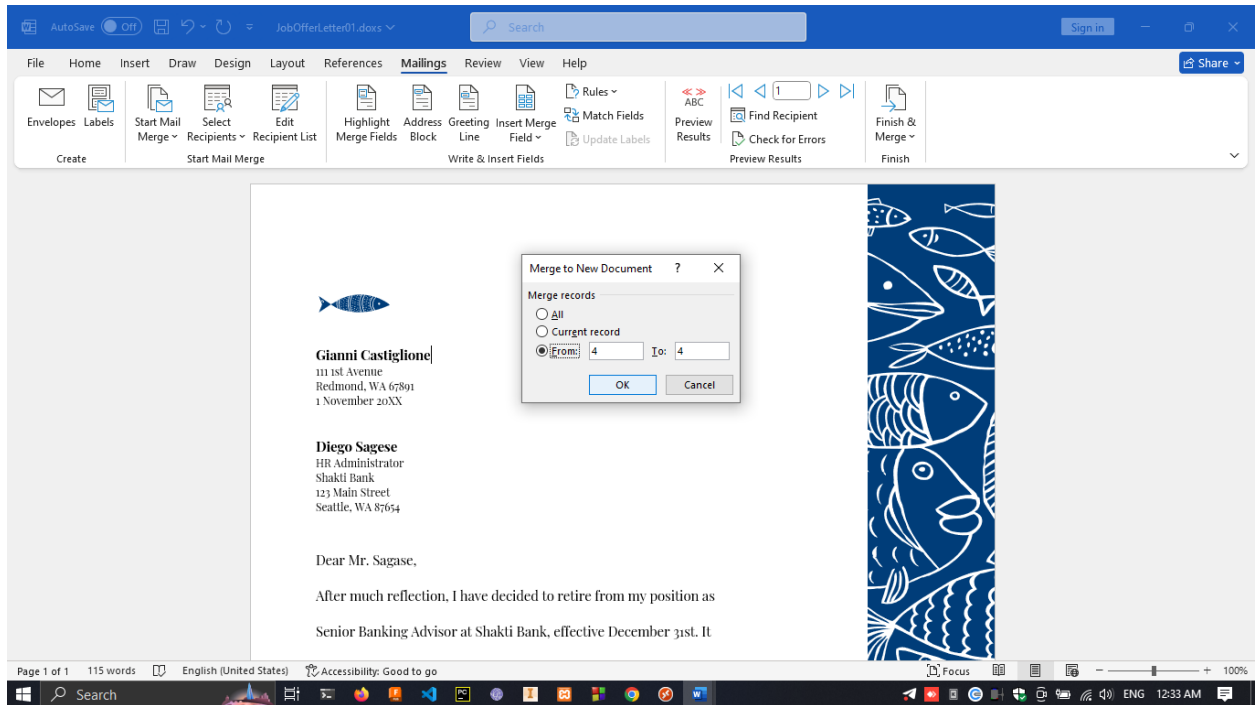 AutoSave Off JobOfferLetter01.doxs Search Sign in
File Home Insert Draw Design Layout References Mailings Review View Help Share
Envelopes Labels
Create
Start Mail Merge
Select Recipients
Edit Recipient List
Start Mail Merge
Highlight Merge Fields
Address Block
Greeting Line
Insert Merge Field
Rules
Match Fields
Update Labels
Write & Insert Fields
ABC
Preview Results
1
Find Recipient
Check for Errors
Preview Results
Finish & Merge
Finish
Merge to New Document ? 
Merge records
All
Current record
From: 4 To: 4
OK Cancel
Gianni Castiglione
111 1st Avenue
Redmond, WA 67891
1 November 20XX
Diego Sagese
HR Administrator
Shakti Bank
123 Main Street
Seattle, WA 87654
Dear Mr. Sagase,
After much reflection, I have decided to retire from my position as
Senior Banking Advisor at Shakti Bank, effective December 31st. It
Page 1 of 1 115 words English (United States) Accessibility: Good to go Focus 100%
Search ENG 12:33 AM